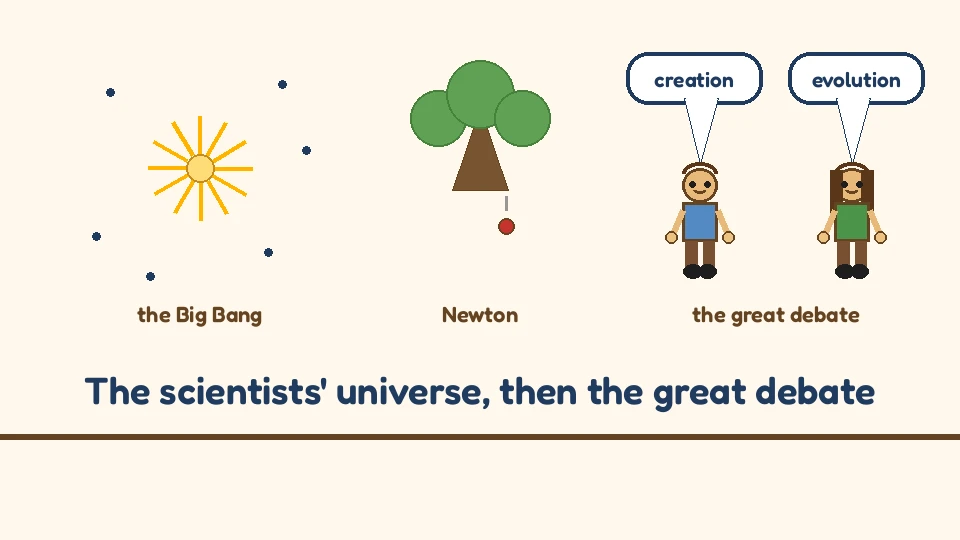 creation
evolution
the Big Bang
Newton
the great debate
The scientists' universe, then the great debate